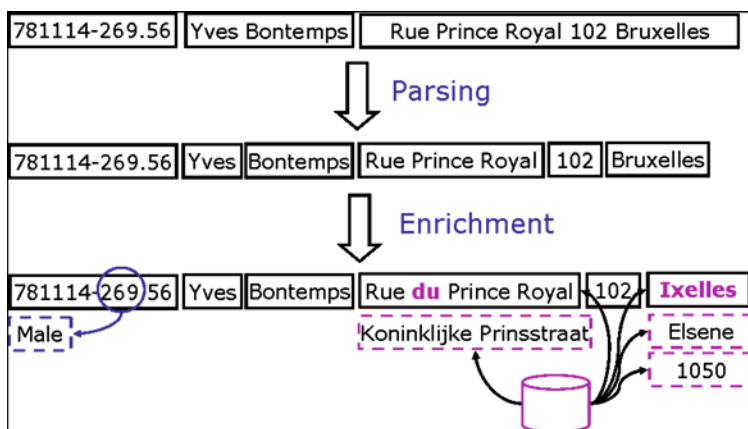 781114-269.56 Yves Bontemps Rue Prince Royal 102 Bruxelles
Parsing
781114-269.56 Yves Bontemps Rue Prince Royal 102 Bruxelles
Enrichment
781114-269.56 Yves Bontemps Rue du Prince Royal 102 Ixelles
Male Koninklijke Prinsstraat Elsene
1050